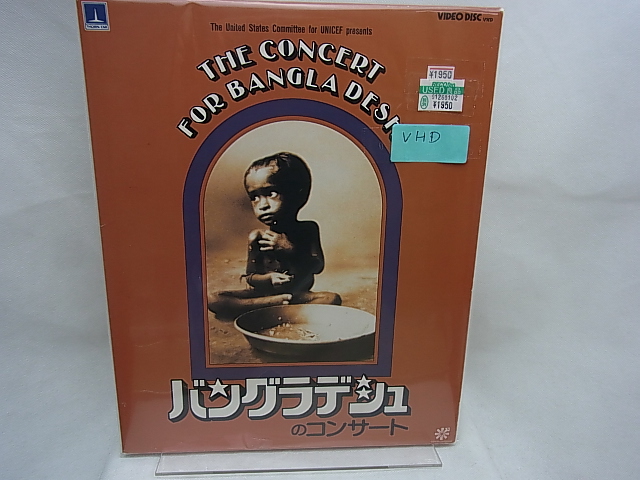 The United States Committee for UNICEF presents
VIDEO DISC VHD
THE CONCERT
FOR BANGLA DESH
¥1950
USED
¥1950
VHD
バングラデシュ
のコンサート